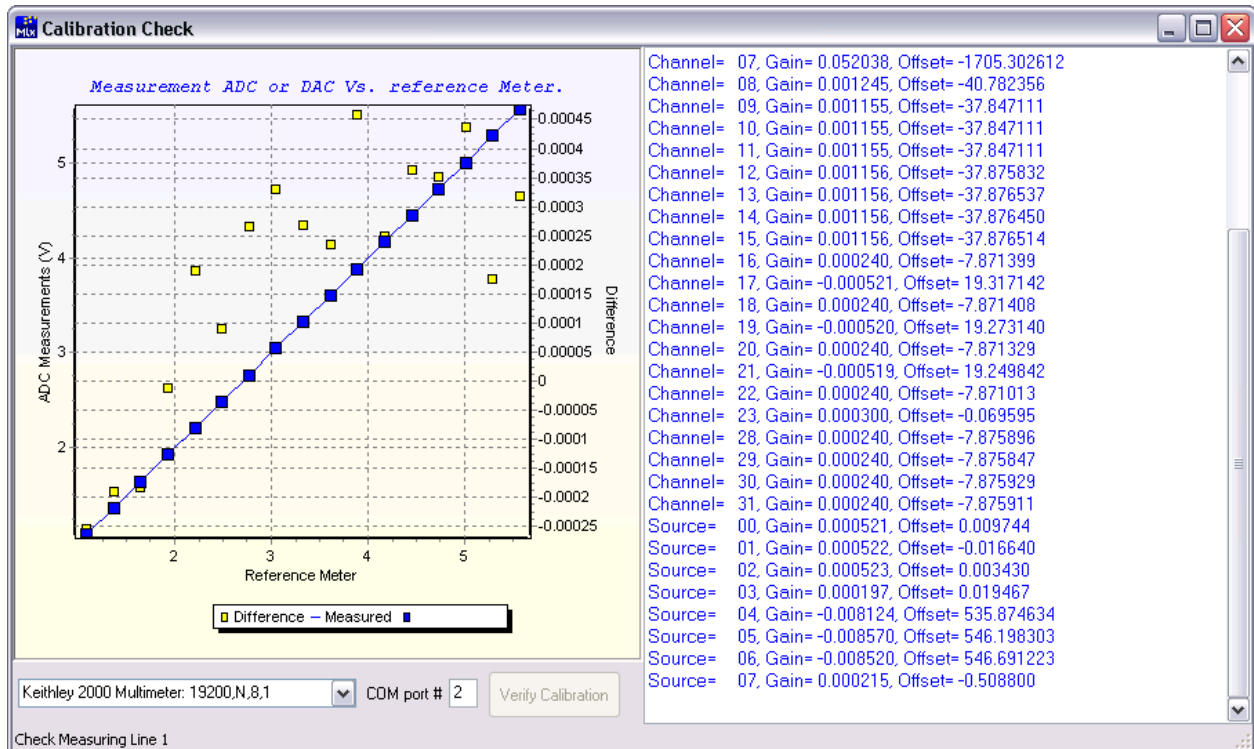 Mlx Calibration Check
Measurement ADC or DAC Vs. reference Meter.
ADC Measurements (V)
5
4
3
2
0.00045
0.0004
0.00035
0.0003
0.00025
0.0002
0.00015
0.0001
0.00005
0
-0.00005
-0.0001
-0.00015
-0.0002
-0.00025
Difference
2 3 4 5
Reference Meter
Difference Measured
Keithley 2000 Multimeter: 19200,N,8,1
COM port # 2
Verify Calibration
Check Measuring Line 1
Channel= 07, Gain= 0.052038, Offset= -1705.302612
Channel= 08, Gain= 0.001245, Offset= -40.782356
Channel= 09, Gain= 0.001155, Offset= -37.847111
Channel= 10, Gain= 0.001155, Offset= -37.847111
Channel= 11, Gain= 0.001155, Offset= -37.847111
Channel= 12, Gain= 0.001156, Offset= -37.875832
Channel= 13, Gain= 0.001156, Offset= -37.876537
Channel= 14, Gain= 0.001156, Offset= -37.876450
Channel= 15, Gain= 0.001156, Offset= -37.876514
Channel= 16, Gain= 0.000240, Offset= -7.871399
Channel= 17, Gain= -0.000521, Offset= 19.317142
Channel= 18, Gain= 0.000240, Offset= -7.871408
Channel= 19, Gain= -0.000520, Offset= 19.273140
Channel= 20, Gain= 0.000240, Offset= -7.871329
Channel= 21, Gain= -0.000519, Offset= 19.249842
Channel= 22, Gain= 0.000240, Offset= -7.871013
Channel= 23, Gain= 0.000300, Offset= -0.069595
Channel= 28, Gain= 0.000240, Offset= -7.875896
Channel= 29, Gain= 0.000240, Offset= -7.875847
Channel= 30, Gain= 0.000240, Offset= -7.875929
Channel= 31, Gain= 0.000240, Offset= -7.875911
Source= 00, Gain= 0.000521, Offset= 0.009744
Source= 01, Gain= 0.000522, Offset= -0.016640
Source= 02, Gain= 0.000523, Offset= 0.003430
Source= 03, Gain= 0.000197, Offset= 0.019467
Source= 04, Gain= -0.008124, Offset= 535.874634
Source= 05, Gain= -0.008570, Offset= 546.198303
Source= 06, Gain= -0.008520, Offset= 546.691223
Source= 07, Gain= 0.000215, Offset= -0.508800